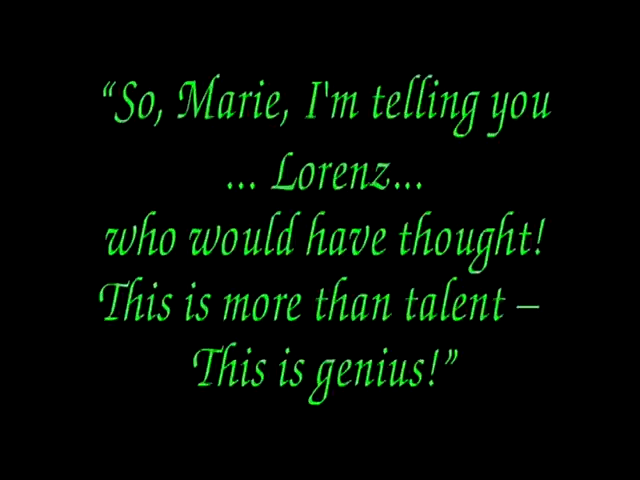 “So, Marie, I'm telling you
... Lorenz...
who would have thought!
This is more than talent –
This is genius!”